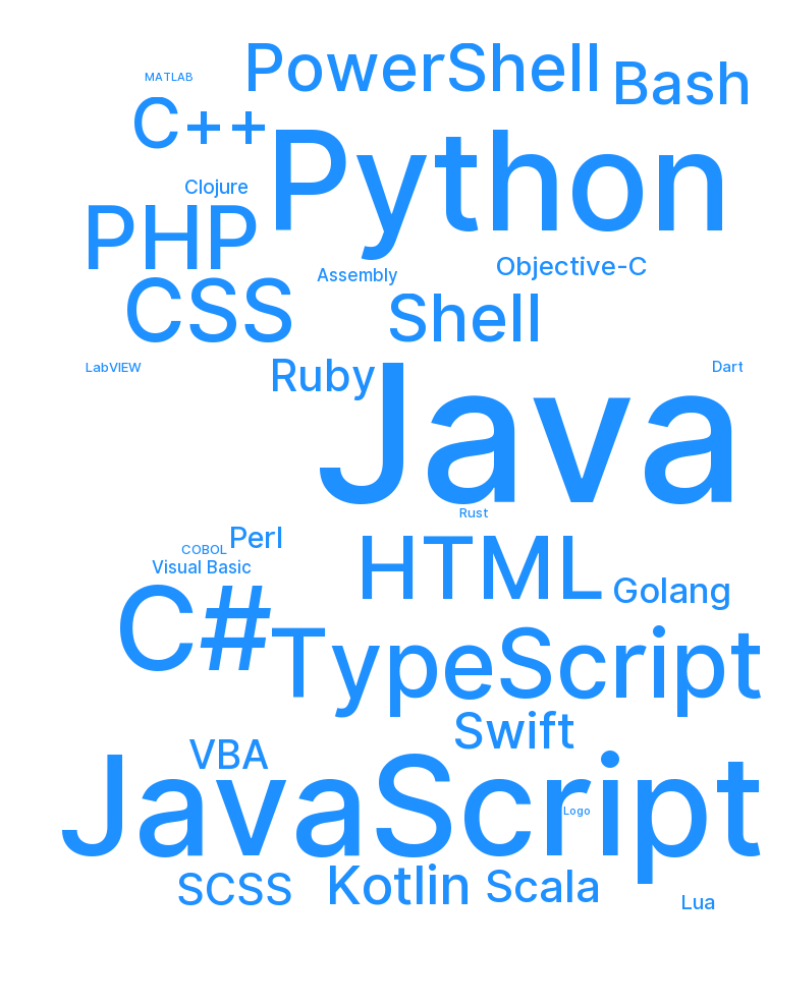 PowerShell
Bash
MATLAB
C++
Python
Clojure
PHP
Objective-C
Assembly
CSS
Shell
LabVIEW
Ruby
Dart
Java
Rust
Perl
COBOL
Visual Basic
HTML
Golang
C#
TypeScript
Swift
VBA
JavaScript
Logo
SCSS
Kotlin
Scala
Lua